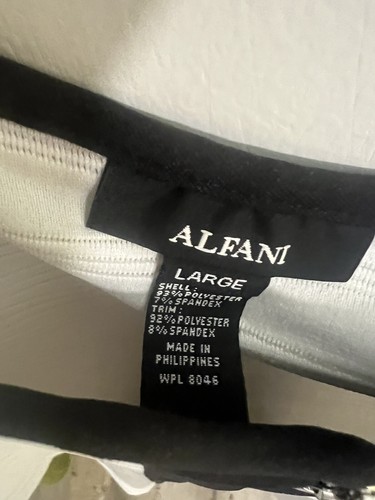 ALFANI
LARGE
SHELL:
93% POLYESTER
7% SPANDEX
TRIM:
92% POLYESTER
8% SPANDEX
MADE IN
PHILIPPINES
WPL 8046